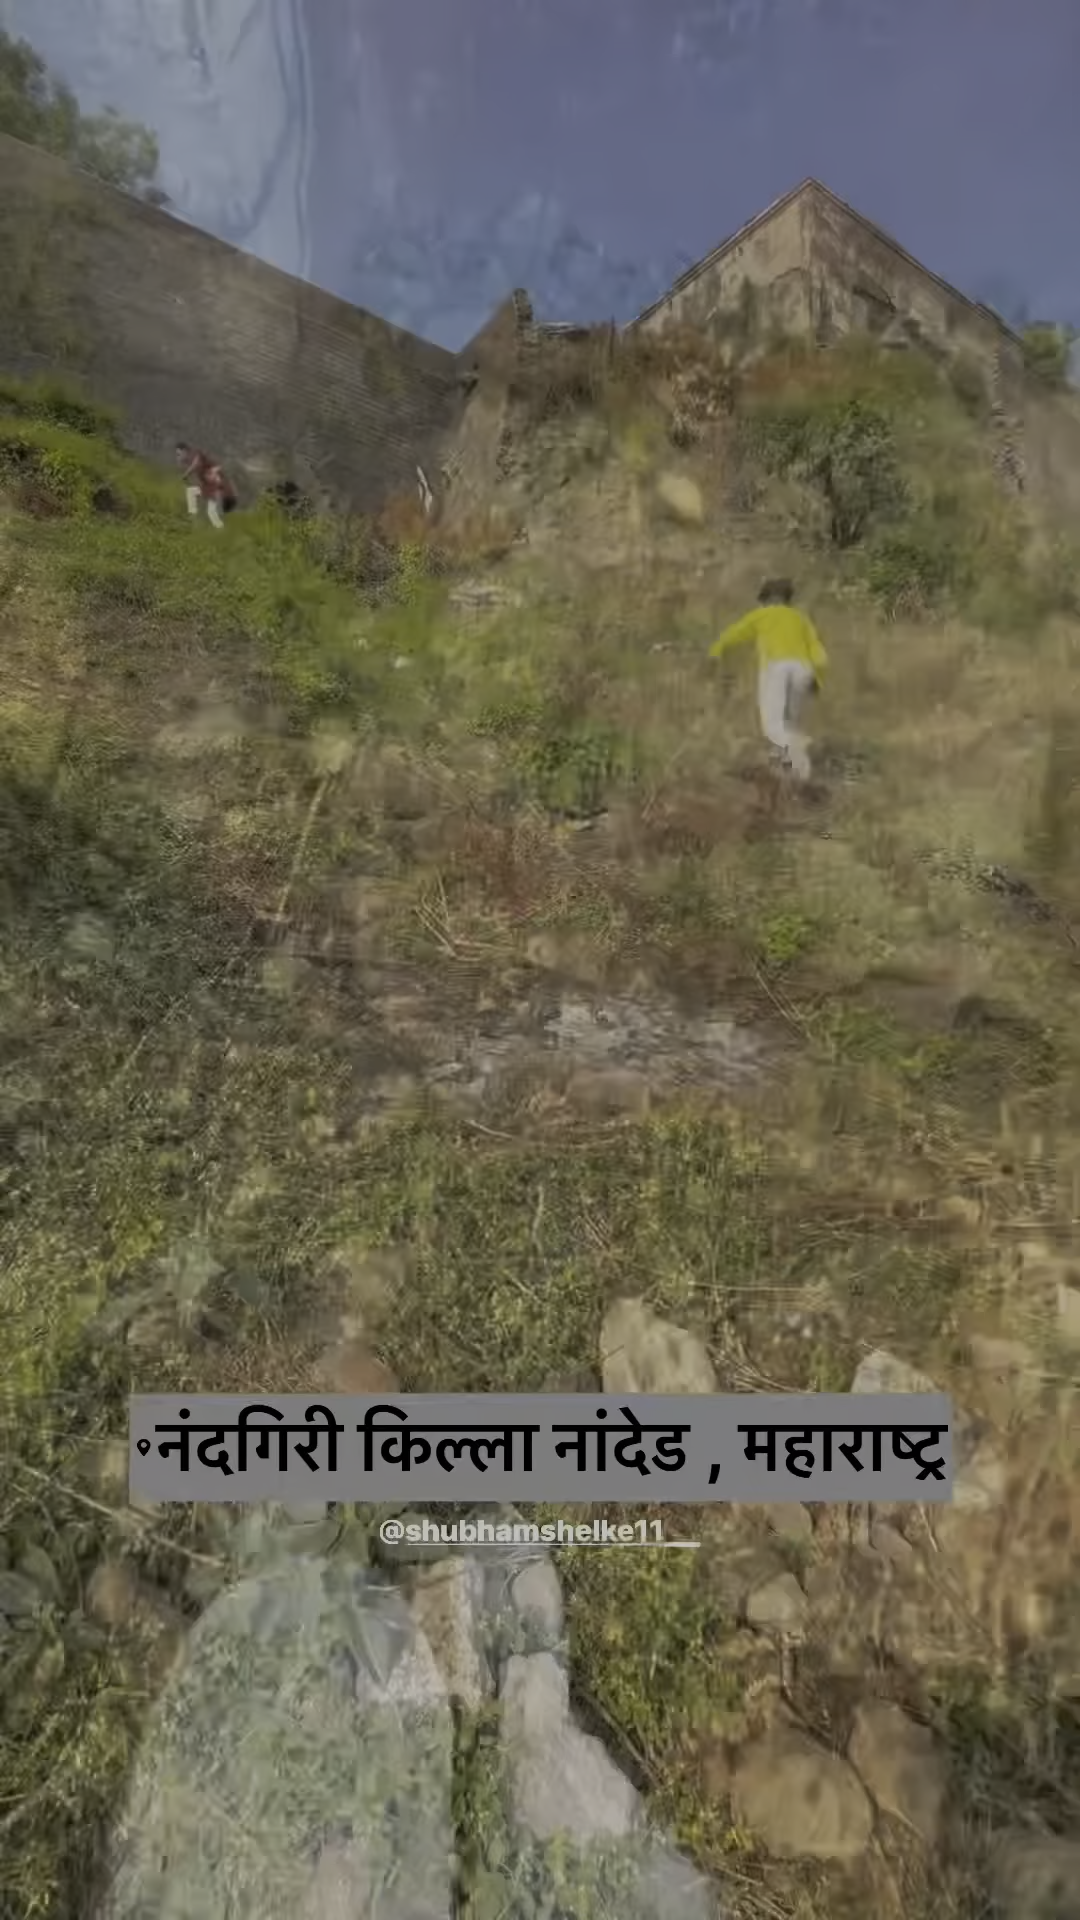 नंदगिरी किल्ला नांदेड , महाराष्ट्र
@shubhamshelke11__